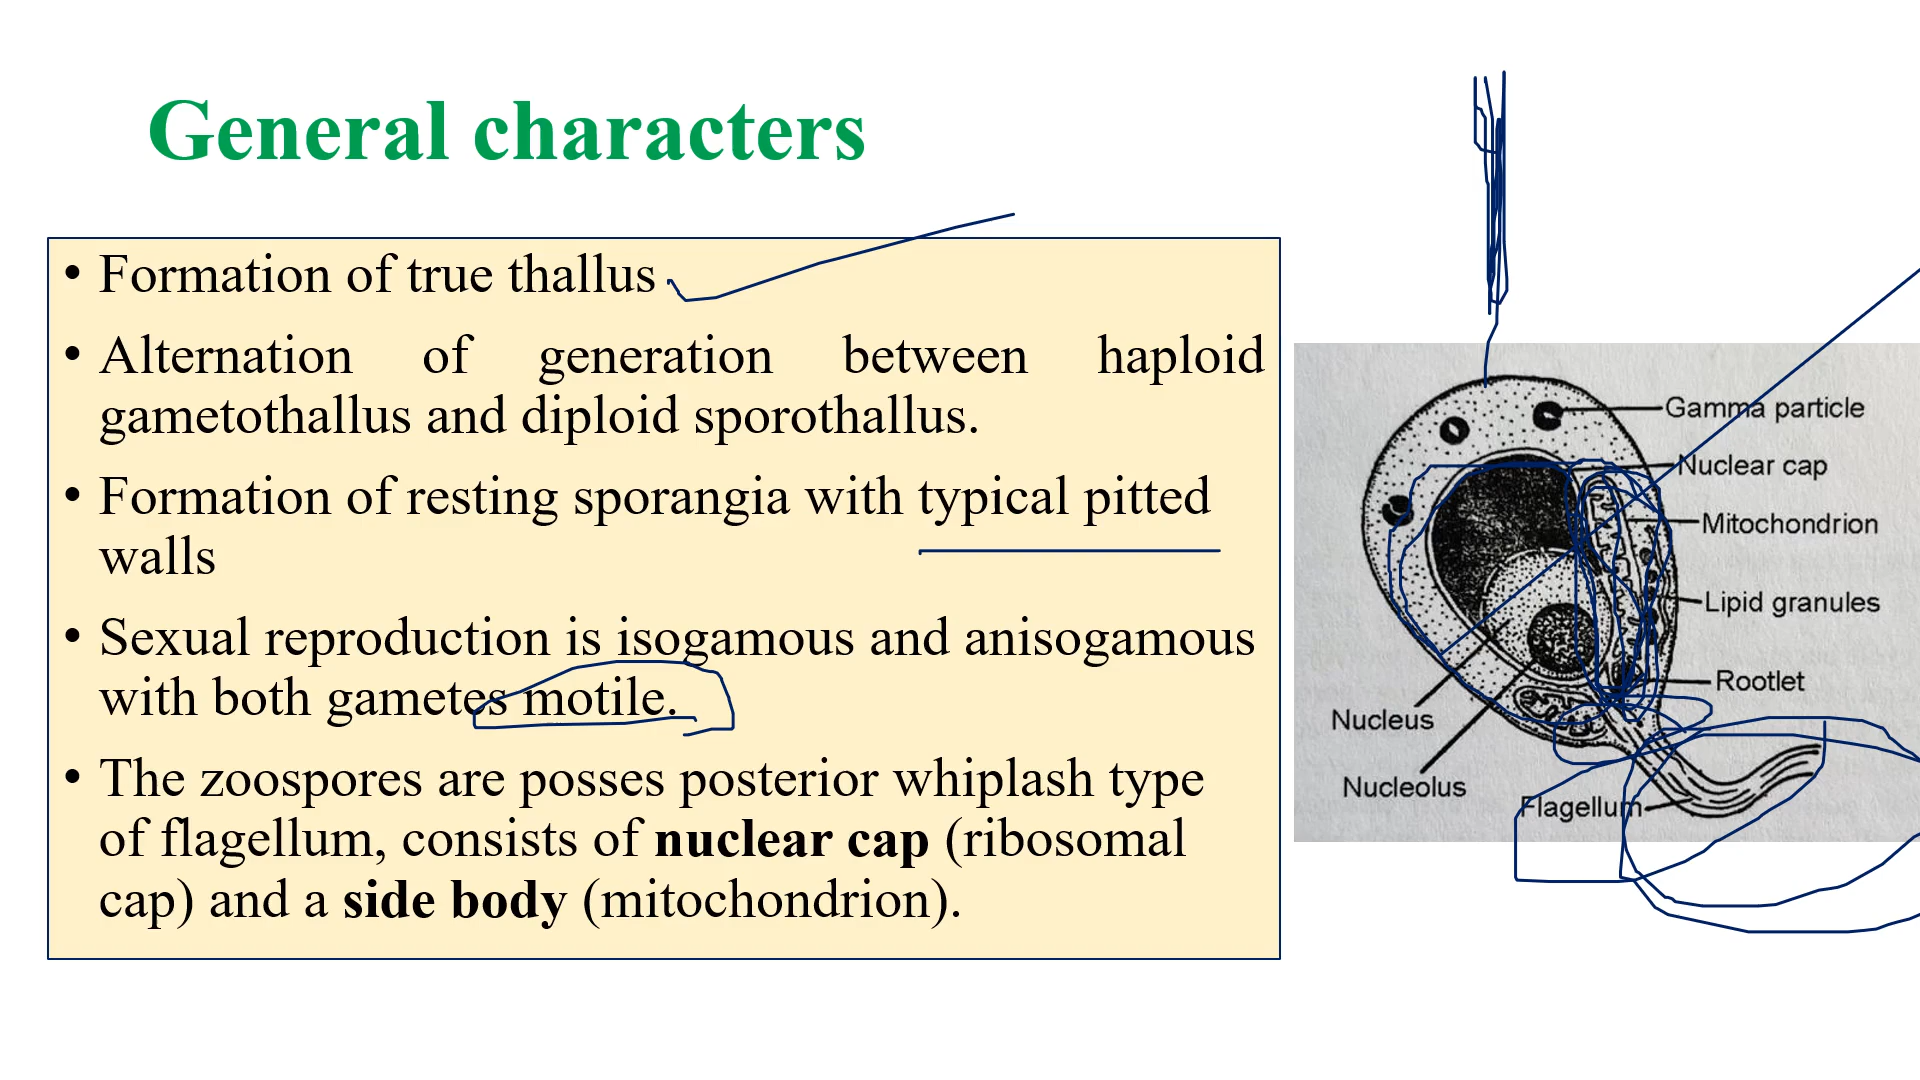 General characters
• Formation of true thallus
• Alternation of generation between haploid
gametothallus and diploid sporothallus.
• Formation of resting sporangia with typical pitted
walls
• Sexual reproduction is isogamous and anisogamous
with both gametes motile.
• The zoospores are posses posterior whiplash type
of flagellum, consists of nuclear cap (ribosomal
cap) and a side body (mitochondrion).
Gamma particle
Nuclear cap
Mitochondrion
Lipid granules
Rootlet
Nucleus
Nucleolus
Flagellum